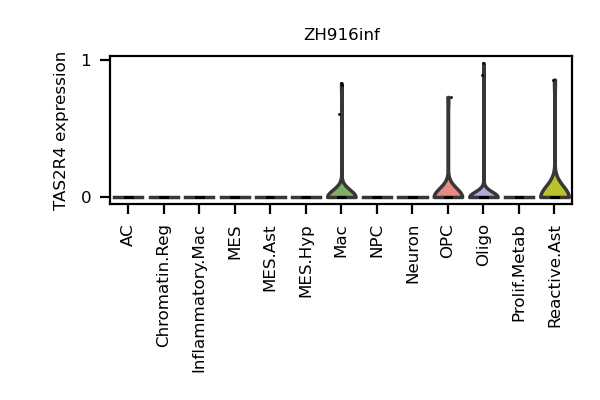 ZH916inf
TAS2R4 expression
1
0
AC
Chromatin.Reg
Inflammatory.Mac
MES
MES.Ast
MES.Hyp
Mac
NPC
Neuron
OPC
Oligo
Prolif.Metab
Reactive.Ast